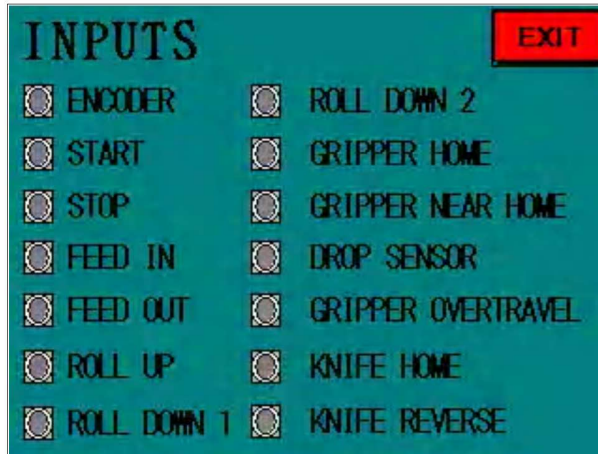 INPUTS
EXIT
ENCODER
START
STOP
FEED IN
FEED OUT
ROLL UP
ROLL DOWN 1
ROLL DOWN 2
GRIPPER HOME
GRIPPER NEAR HOME
DROP SENSOR
GRIPPER OVERTRAVEL
KNIFE HOME
KNIFE REVERSE